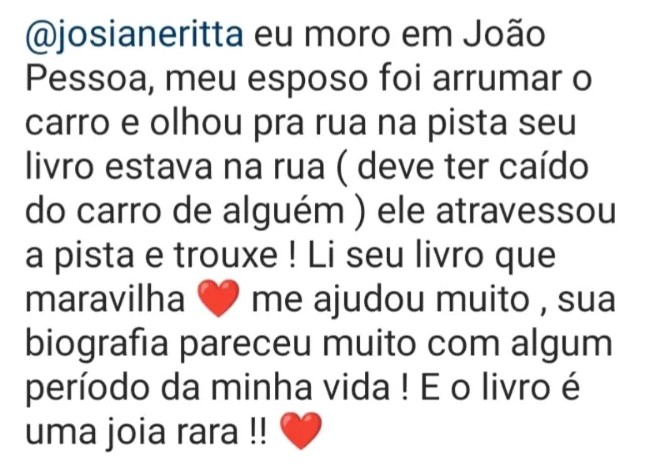 @josianeritta eu moro em João
Pessoa, meu esposo foi arrumar o
carro e olhou pra rua na pista seu
livro estava na rua ( deve ter caído
do carro de alguém ) ele atravessou
a pista e trouxe ! Li seu livro que
maravilha ❤️ me ajudou muito , sua
biografia pareceu muito com algum
período da minha vida ! E o livro é
uma joia rara !! ❤️